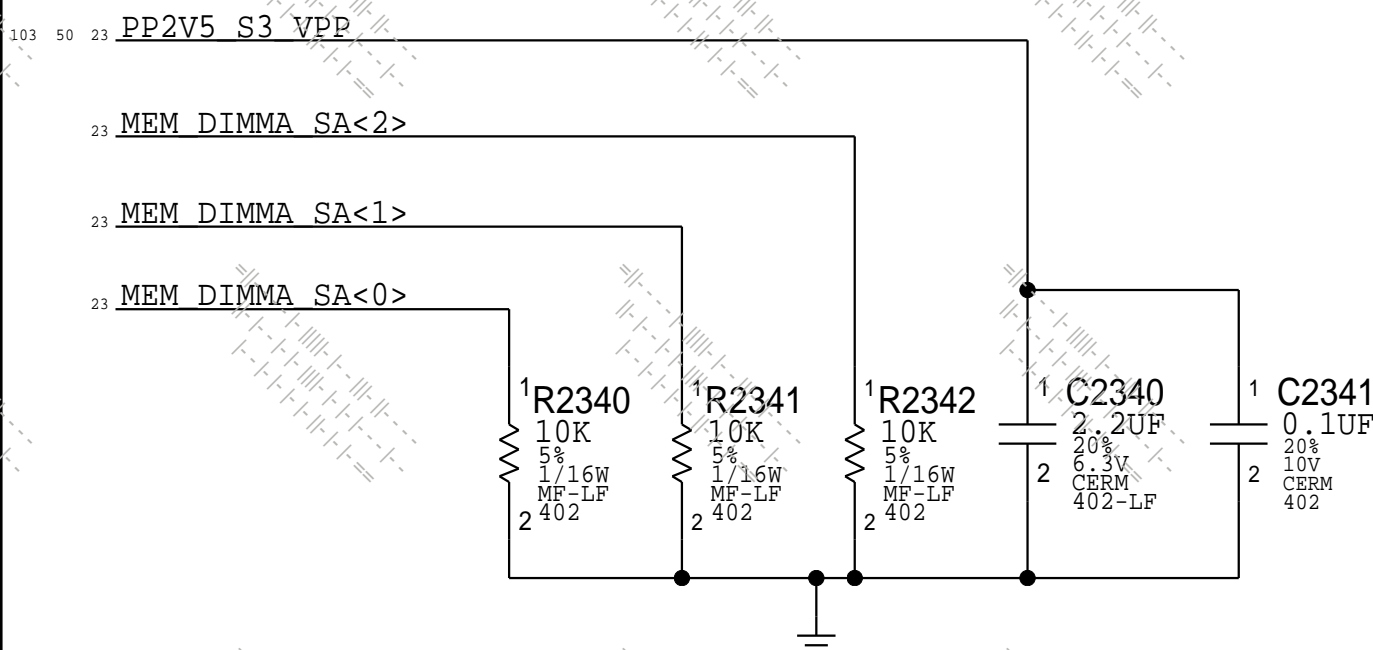 103 50 23 PP2V5_S3_VPP
23 MEM_DIMMA_SA<2>
23 MEM_DIMMA_SA<1>
23 MEM_DIMMA_SA<0>
1 R2340
10K
5%
1/16W
MF-LF
2 402
1 R2341
10K
5%
1/16W
MF-LF
2 402
1 R2342
10K
5%
1/16W
MF-LF
2 402
1 C2340
2.2UF
20%
6.3V
2 CERM
402-LF
1 C2341
0.1UF
20%
10V
2 CERM
402